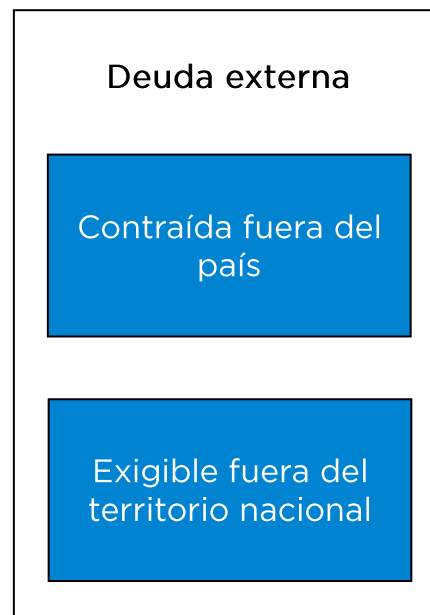 Deuda externa
Contraída fuera del
país
Exigible fuera del
territorio nacional